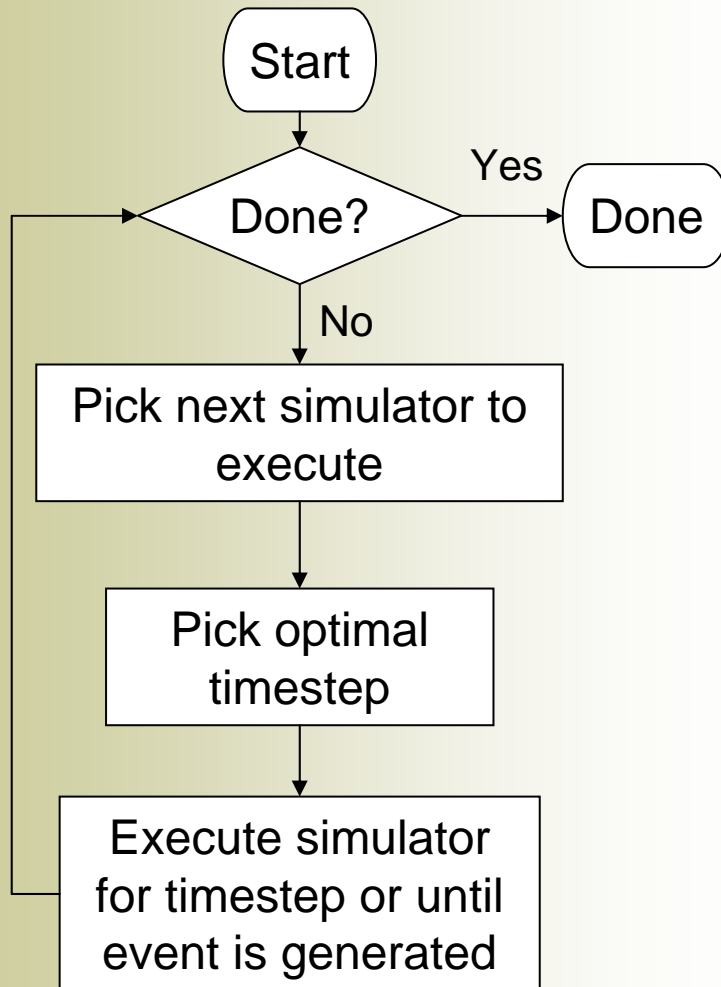 Start
Done?
Yes
Done
No
Pick next simulator to
execute
Pick optimal
timestep
Execute simulator
for timestep or until
event is generated